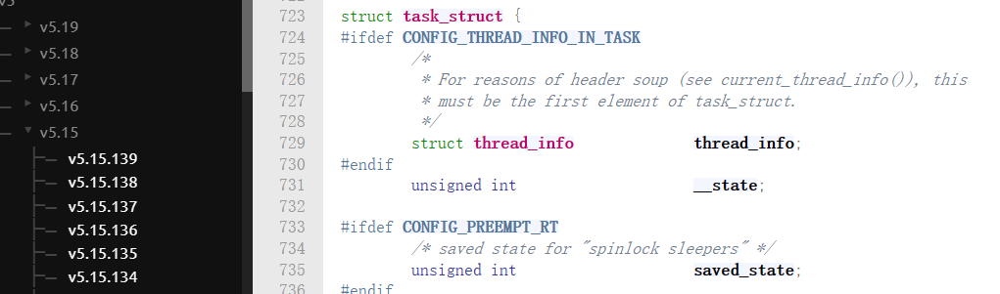 v5
v5.19
v5.18
v5.17
v5.16
v5.15
v5.15.139
v5.15.138
v5.15.137
v5.15.136
v5.15.135
v5.15.134
723 struct task_struct {
724 #ifdef CONFIG_THREAD_INFO_IN_TASK
725 /*
726 * For reasons of header soup (see current_thread_info()), this
727 * must be the first element of task_struct.
728 */
729 struct thread_info thread_info;
730 #endif
731 unsigned int __state;
732
733 #ifdef CONFIG_PREEMPT_RT
734 /* saved state for "spinlock sleepers" */
735 unsigned int saved_state;
736 #endif